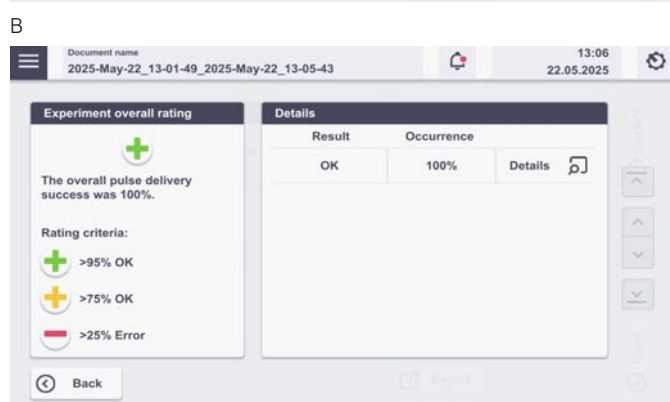 B
Document name
2025-May-22_13-01-49_2025-May-22_13-05-43
13:06
22.05.2025
Experiment overall rating
The overall pulse delivery
success was 100%.
Rating criteria:
>95% OK
>75% OK
>25% Error
Details
Result Occurrence
OK 100% Details
Back
Export